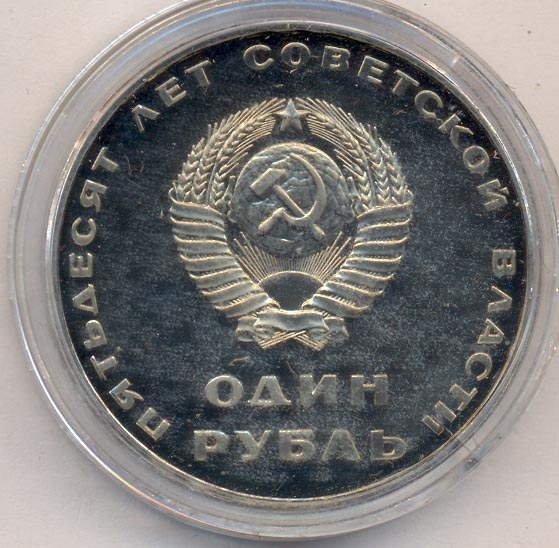 ПЯТЬДЕСЯТ ЛЕТ СОВЕТСКОЙ ВЛАСТИ
ОДИН
РУБЛЬ